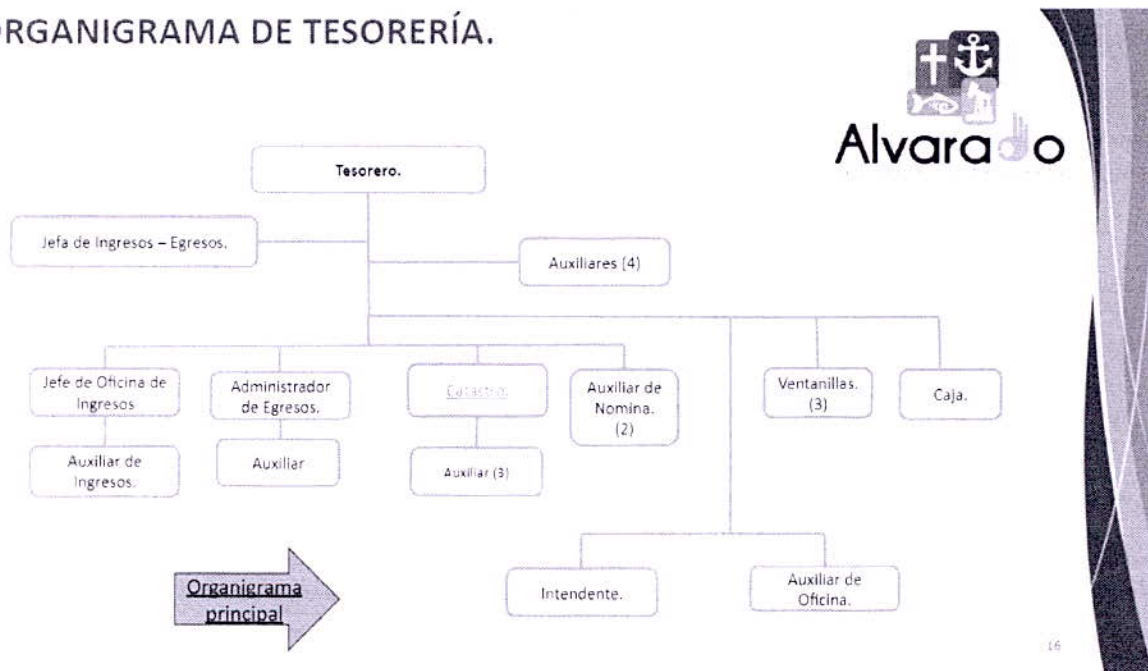 RGANIGRAMA DE TESORERÍA.
Alvarado
Tesorero.
Jefa de Ingresos – Egresos.
Auxiliares (4)
Jefe de Oficina de
Ingresos
Administrador
de Egresos.
Catastro.
Auxiliar de
Nomina.
(2)
Ventanillas.
(3)
Caja.
Auxiliar de
Ingresos.
Auxiliar
Auxiliar (3)
Intendente.
Auxiliar de
Oficina.
Organigrama
principal
16